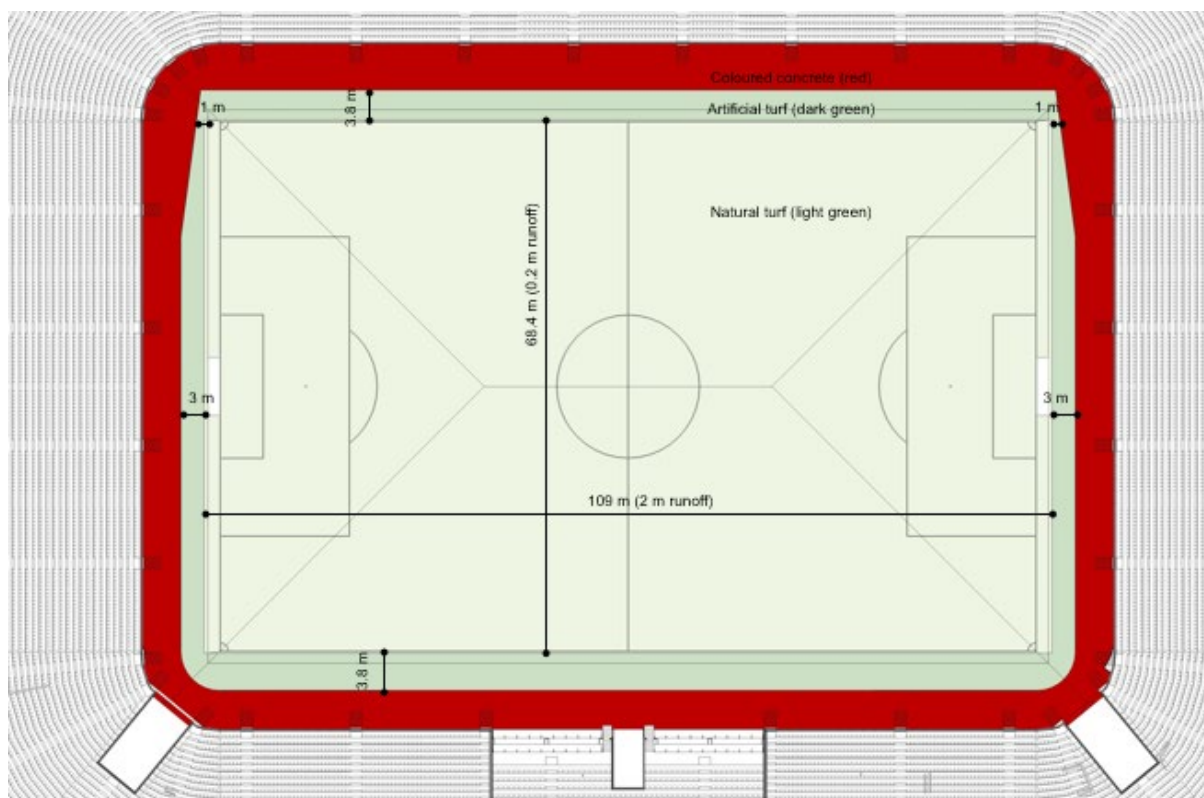 Coloured concrete (red)
1 m
3.8 m
Artificial turf (dark green)
1 m
Natural turf (light green)
68.4 m (0.2 m runoff)
3 m
3 m
109 m (2 m runoff)
3.8 m